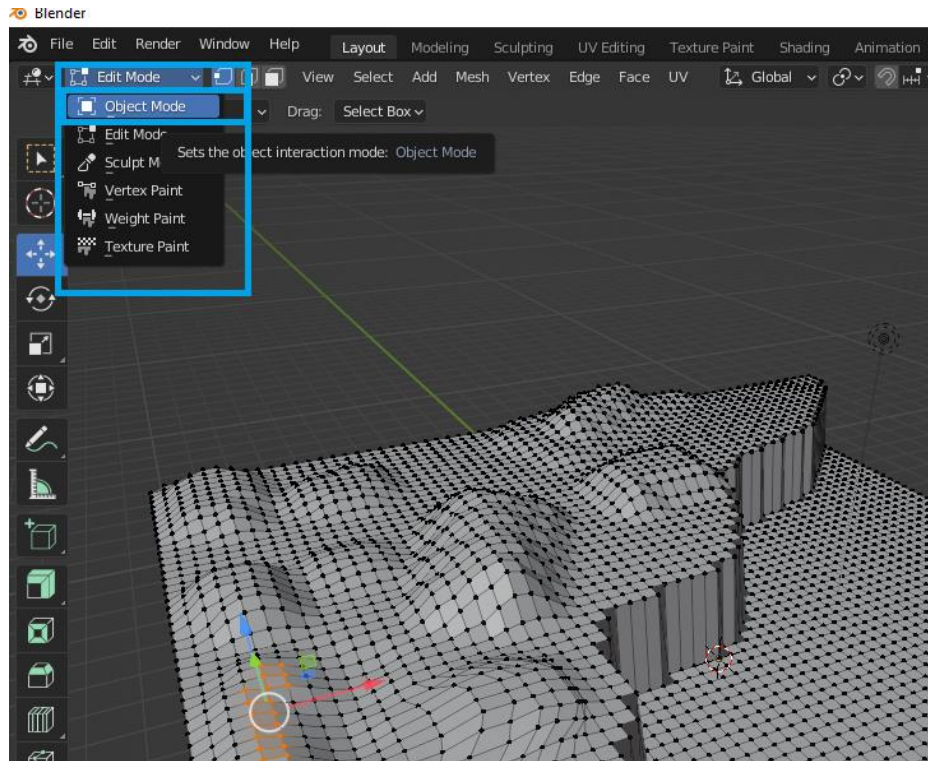 Blender
File Edit Render Window Help Layout Modeling Sculpting UV Editing Texture Paint Shading Animation
Edit Mode View Select Add Mesh Vertex Edge Face UV Global
Object Mode Drag: Select Box
Edit Mode
Sculpt M Sets the object interaction mode: Object Mode
Vertex Paint
Weight Paint
Texture Paint